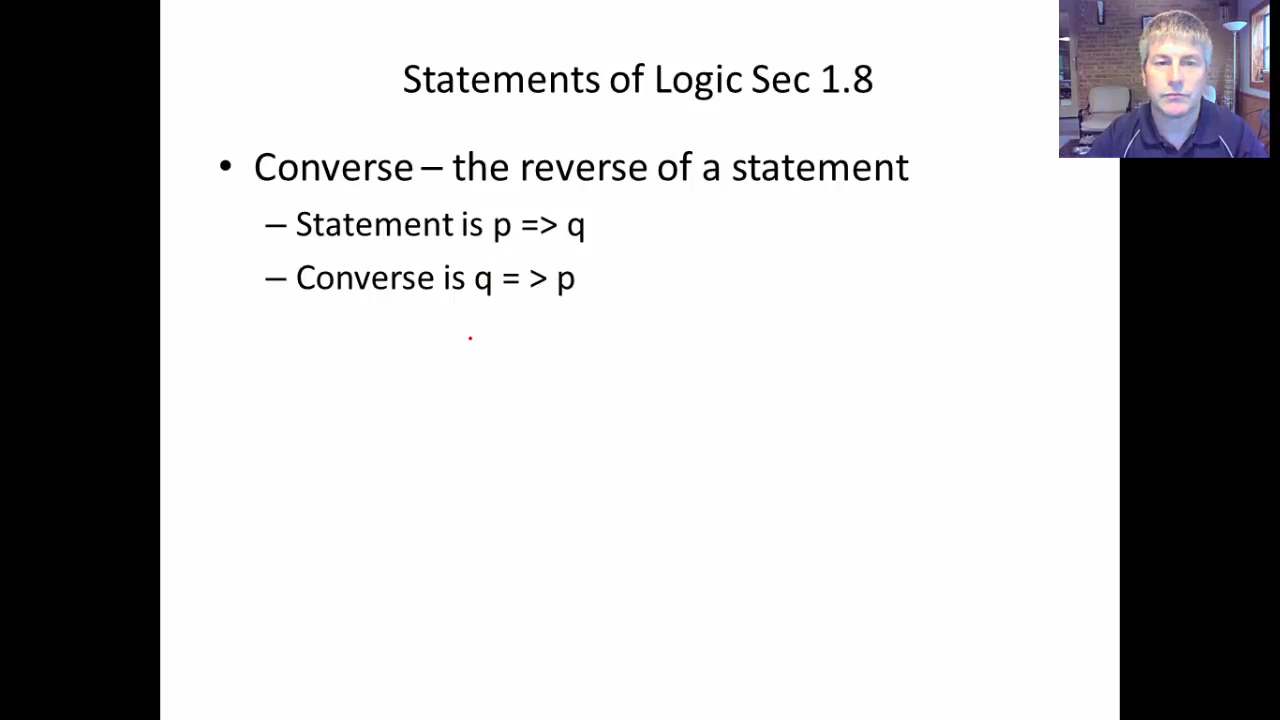 Statements of Logic Sec 1.8
• Converse – the reverse of a statement
– Statement is p => q
– Converse is q = > p